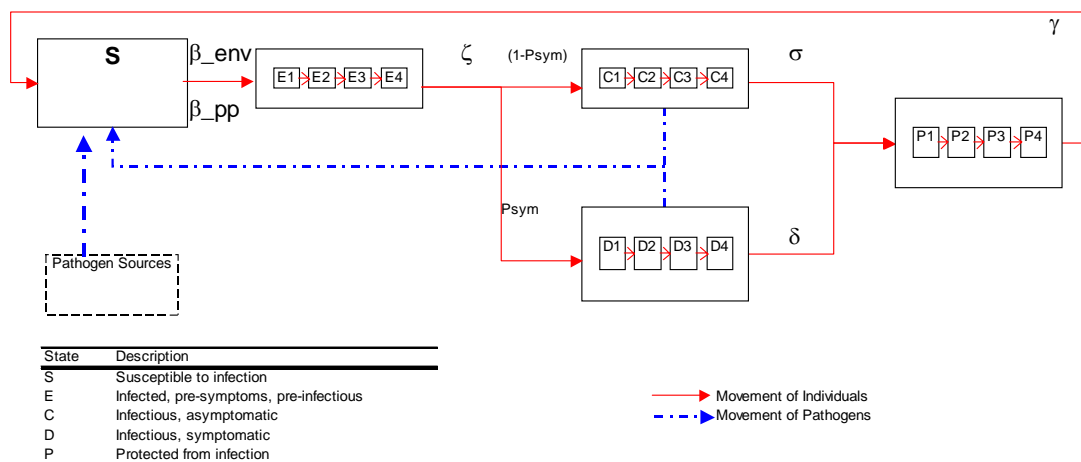 γ
S
β_env
β_pp
E1 E2 E3 E4
ζ
(1-Psym)
C1 C2 C3 C4
σ
P1 P2 P3 P4
Psym
D1 D2 D3 D4
δ
Pathogen Sources
State Description
S Susceptible to infection
E Infected, pre-symptoms, pre-infectious
C Infectious, asymptomatic
D Infectious, symptomatic
P Protected from infection
Movement of Individuals
Movement of Pathogens